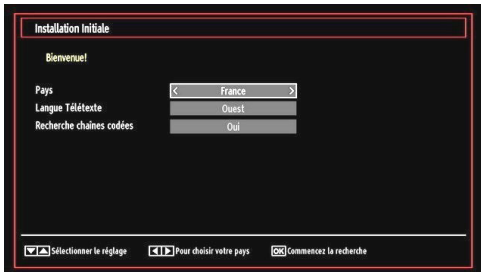 Installation Initiale
Bienvenue!
Pays < France >
Langue Télétexte Ouest
Recherche chaînes codées Oui
Sélectionner le réglage Pour choisir votre pays OK Commencez la recherche